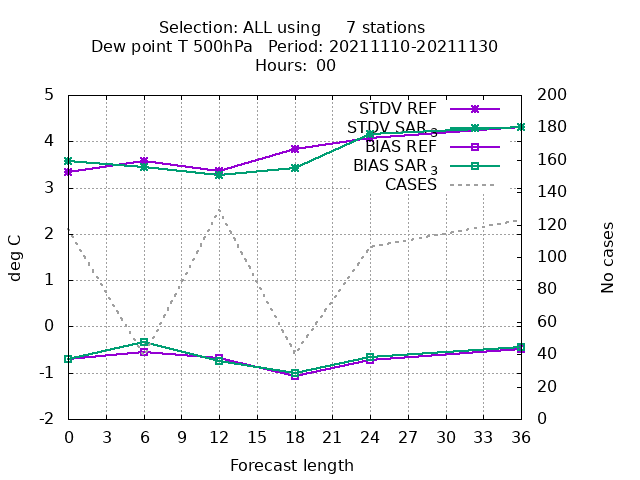 Selection: ALL using 7 stations
Dew point T 500hPa Period: 20211110-20211130
Hours: 00
5 200
STDV REF
180
STDV SAR 3
4 160
BIAS REF
BIAS SAR 3
3 140
CASES
2 120
100
1 80
0 60
-1 40
20
-2 0
deg C
No cases
0 3 6 9 12 15 18 21 24 27 30 33 36
Forecast length